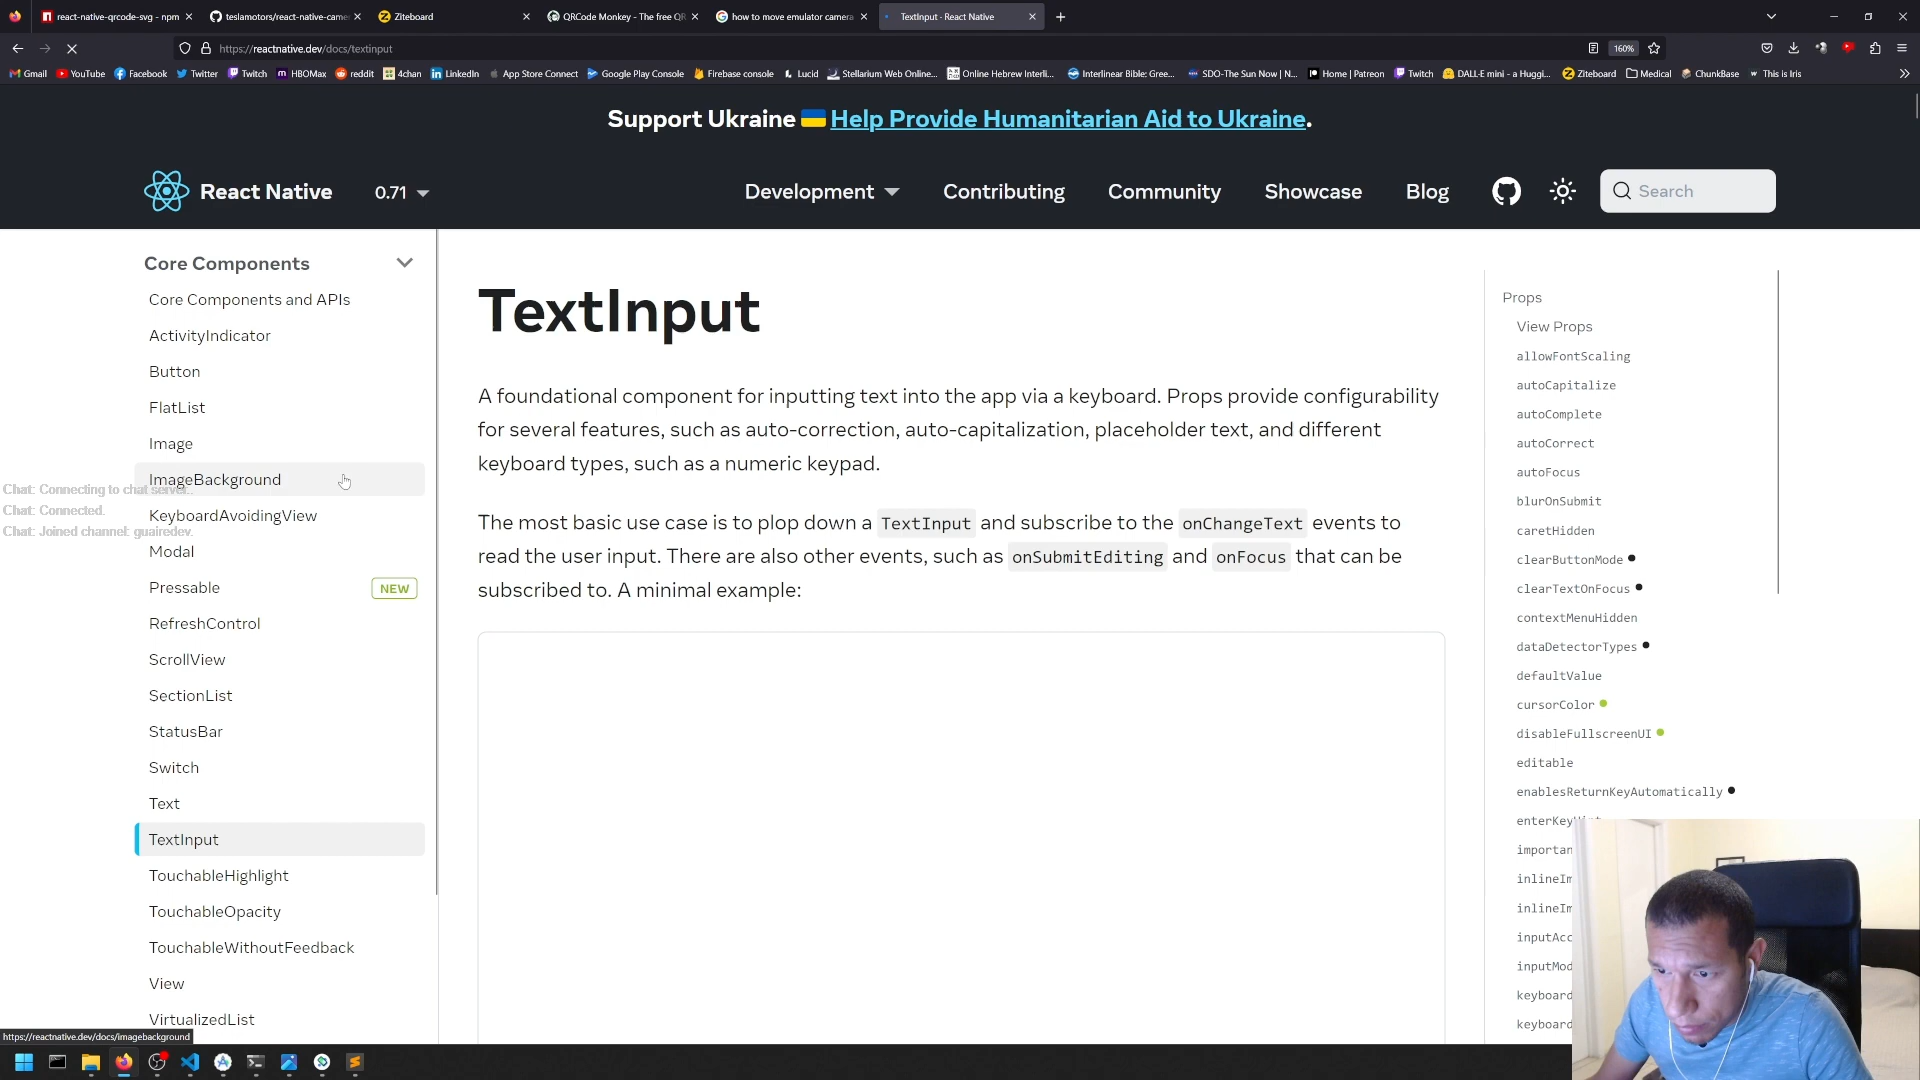 react-native-qrcode-svg - npm
teslamotors/react-native-came
Ziteboard
QRCode Monkey - The free QR
how to move emulator camera
TextInput · React Native
https://reactnative.dev/docs/textinput
160%
Gmail
YouTube
Facebook
Twitter
Twitch
HBOMax
reddit
4chan
LinkedIn
App Store Connect
Google Play Console
Firebase console
Lucid
Stellarium Web Online...
Online Hebrew Interli...
Interlinear Bible: Gree...
SDO-The Sun Now | N...
Home | Patreon
Twitch
DALL-E mini - a Huggi...
Ziteboard
Medical
ChunkBase
This is Iris
Support Ukraine Help Provide Humanitarian Aid to Ukraine.
React Native
0.71
Development
Contributing
Community
Showcase
Blog
Search
Core Components
Core Components and APIs
ActivityIndicator
Button
FlatList
Image
ImageBackground
Chat: Connecting to chat server..
Chat: Connected.
KeyboardAvoidingView
Chat: Joined channel: guairedev.
Modal
Pressable
NEW
RefreshControl
ScrollView
SectionList
StatusBar
Switch
Text
TextInput
TouchableHighlight
TouchableOpacity
TouchableWithoutFeedback
View
VirtualizedList
https://reactnative.dev/docs/imagebackground
TextInput
A foundational component for inputting text into the app via a keyboard. Props provide configurability
for several features, such as auto-correction, auto-capitalization, placeholder text, and different
keyboard types, such as a numeric keypad.
The most basic use case is to plop down a TextInput and subscribe to the onChangeText events to
read the user input. There are also other events, such as onSubmitEditing and onFocus that can be
subscribed to. A minimal example:
Props
View Props
allowFontScaling
autoCapitalize
autoComplete
autoCorrect
autoFocus
blurOnSubmit
caretHidden
clearButtonMode
clearTextOnFocus
contextMenuHidden
dataDetectorTypes
defaultValue
cursorColor
disableFullscreenUI
editable
enablesReturnKeyAutomatically
enterKey
importan
inlineIm
inlineIm
inputAcc
inputMod
keyboard
keyboard